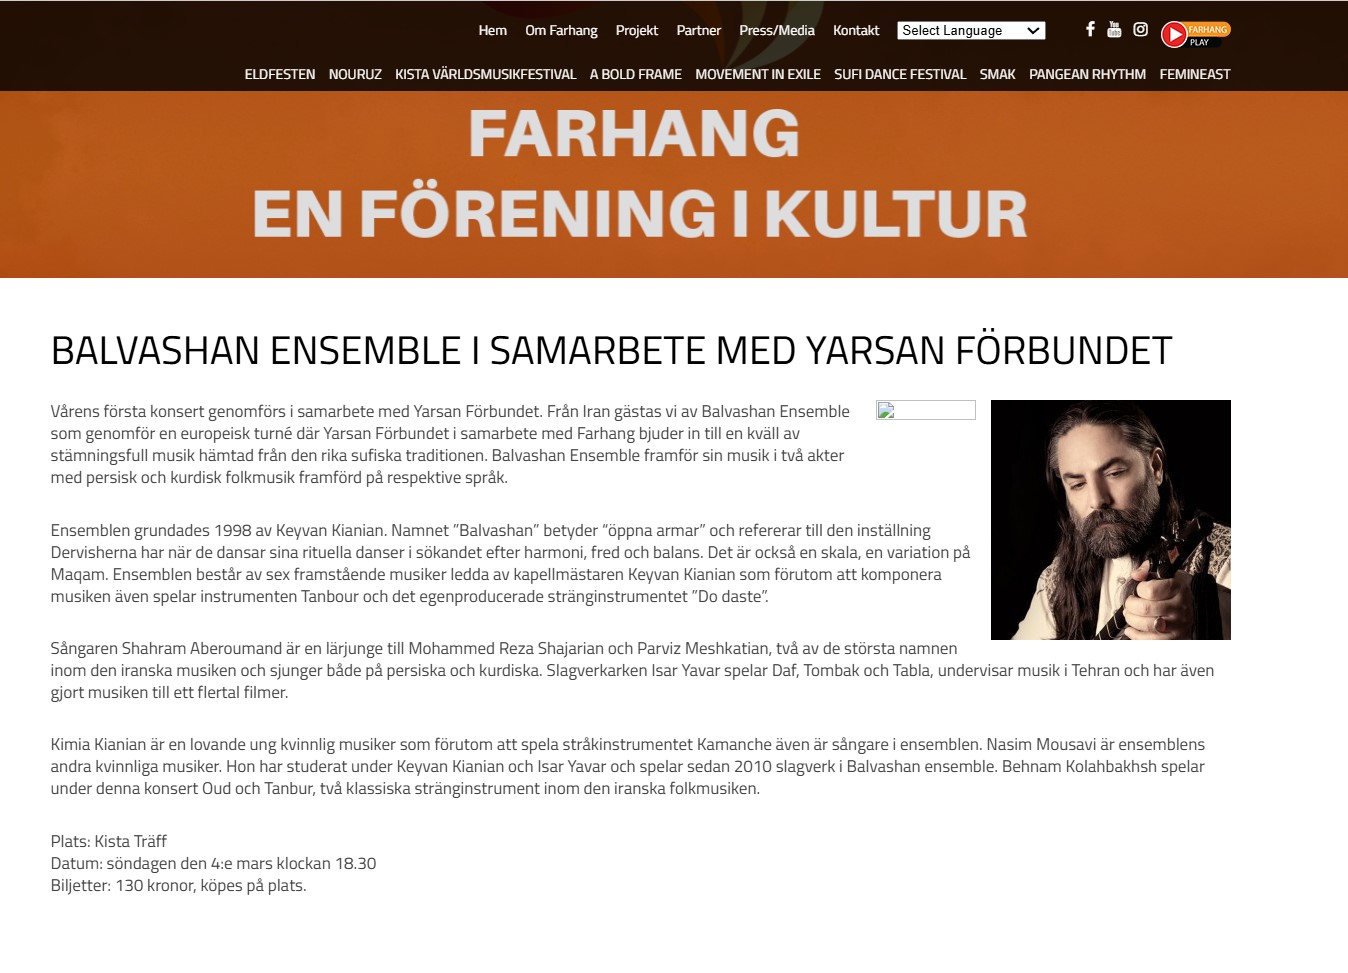 Hem Om Farhang Projekt Partner Press/Media Kontakt Select Language You Tube FARHANG PLAY
ELDFESTEN NOURUZ KISTA VÄRLDSMUSIKFESTIVAL A BOLD FRAME MOVEMENT IN EXILE SUFI DANCE FESTIVAL SMAK PANGEAN RHYTHM FEMINEAST
FARHANG
EN FÖRENING I KULTUR
BALVASHAN ENSEMBLE I SAMARBETE MED YARSAN FÖRBUNDET
Vårens första konsert genomförs i samarbete med Yarsan Förbundet. Från Iran gästas vi av Balvashan Ensemble
som genomför en europeisk turné där Yarsan Förbundet i samarbete med Farhang bjuder in till en kväll av
stämningsfull musik hämtad från den rika sufiska traditionen. Balvashan Ensemble framför sin musik i två akter
med persisk och kurdisk folkmusik framförd på respektive språk.
Ensemblen grundades 1998 av Keyvan Kianian. Namnet ”Balvashan” betyder “öppna armar” och refererar till den inställning
Dervisherna har när de dansar sina rituella danser i sökandet efter harmoni, fred och balans. Det är också en skala, en variation på
Maqam. Ensemblen består av sex framstående musiker ledda av kapellmästaren Keyvan Kianian som förutom att komponera
musiken även spelar instrumenten Tanbour och det egenproducerade stränginstrumentet ”Do daste”.
Sångaren Shahram Aberoumand är en lärjunge till Mohammed Reza Shajarian och Parviz Meshkatian, två av de största namnen
inom den iranska musiken och sjunger både på persiska och kurdiska. Slagverkarken Isar Yavar spelar Daf, Tombak och Tabla, undervisar musik i Tehran och har även
gjort musiken till ett flertal filmer.
Kimia Kianian är en lovande ung kvinnlig musiker som förutom att spela stråkinstrumentet Kamanche även är sångare i ensemblen. Nasim Mousavi är ensemblens
andra kvinnliga musiker. Hon har studerat under Keyvan Kianian och Isar Yavar och spelar sedan 2010 slagverk i Balvashan ensemble. Behnam Kolahbakhsh spelar
under denna konsert Oud och Tanbur, två klassiska stränginstrument inom den iranska folkmusiken.
Plats: Kista Träff
Datum: söndagen den 4:e mars klockan 18.30
Biljetter: 130 kronor, köpes på plats.